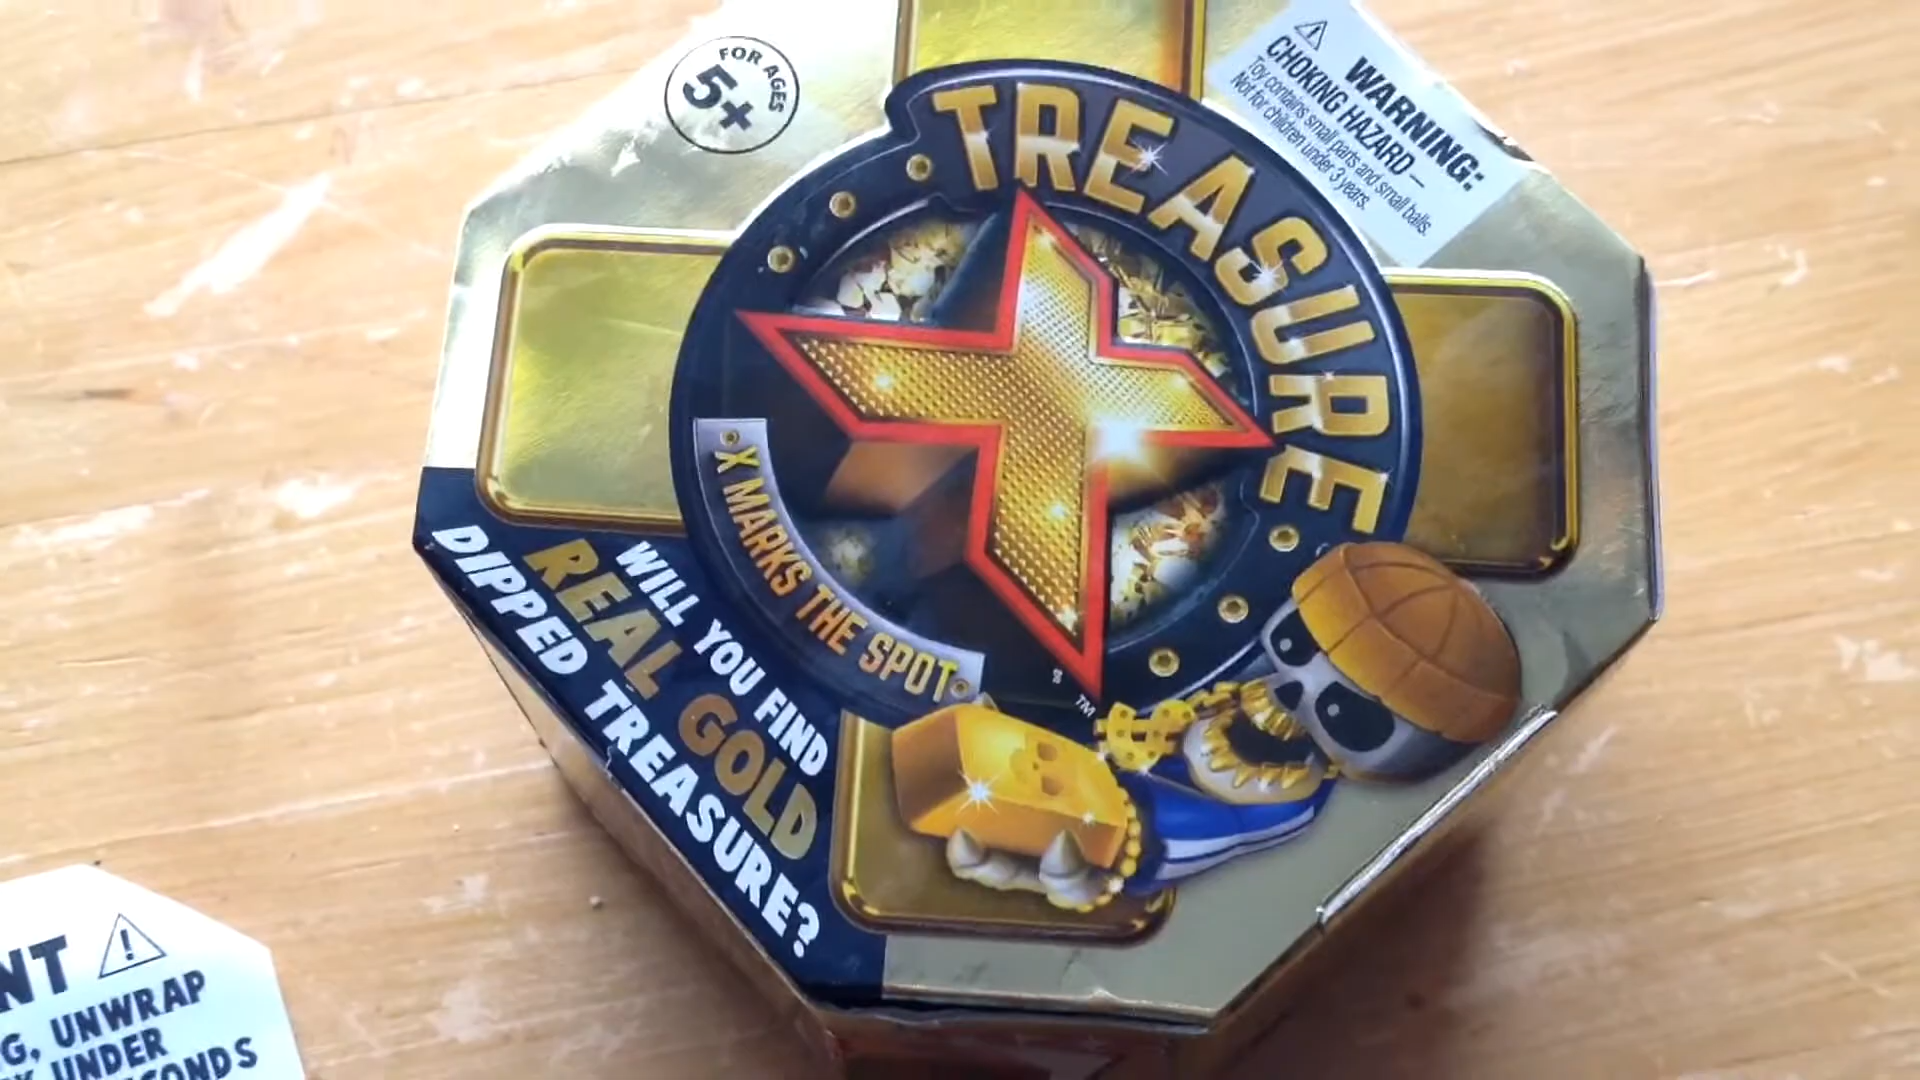 FOR AGES
5+
WARNING:
CHOKING HAZARD –
Toy contains small parts and small balls.
Not for children under 3 years.
TREASURE
X
X MARKS THE SPOT
TM
WILL YOU FIND
REAL GOLD
DIPPED TREASURE?
NT
G, UNWRAP
UNDER
CONDS